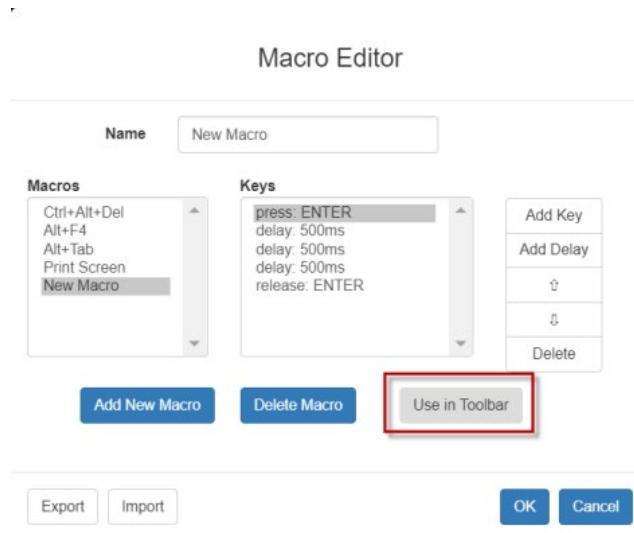 Macro Editor
Name New Macro
Macros Keys
Ctrl+Alt+Del
Alt+F4
Alt+Tab
Print Screen
New Macro
press: ENTER
delay: 500ms
delay: 500ms
delay: 500ms
release: ENTER
Add Key
Add Delay
⇧
⇩
Delete
Add New Macro Delete Macro Use in Toolbar
Export Import OK Cancel